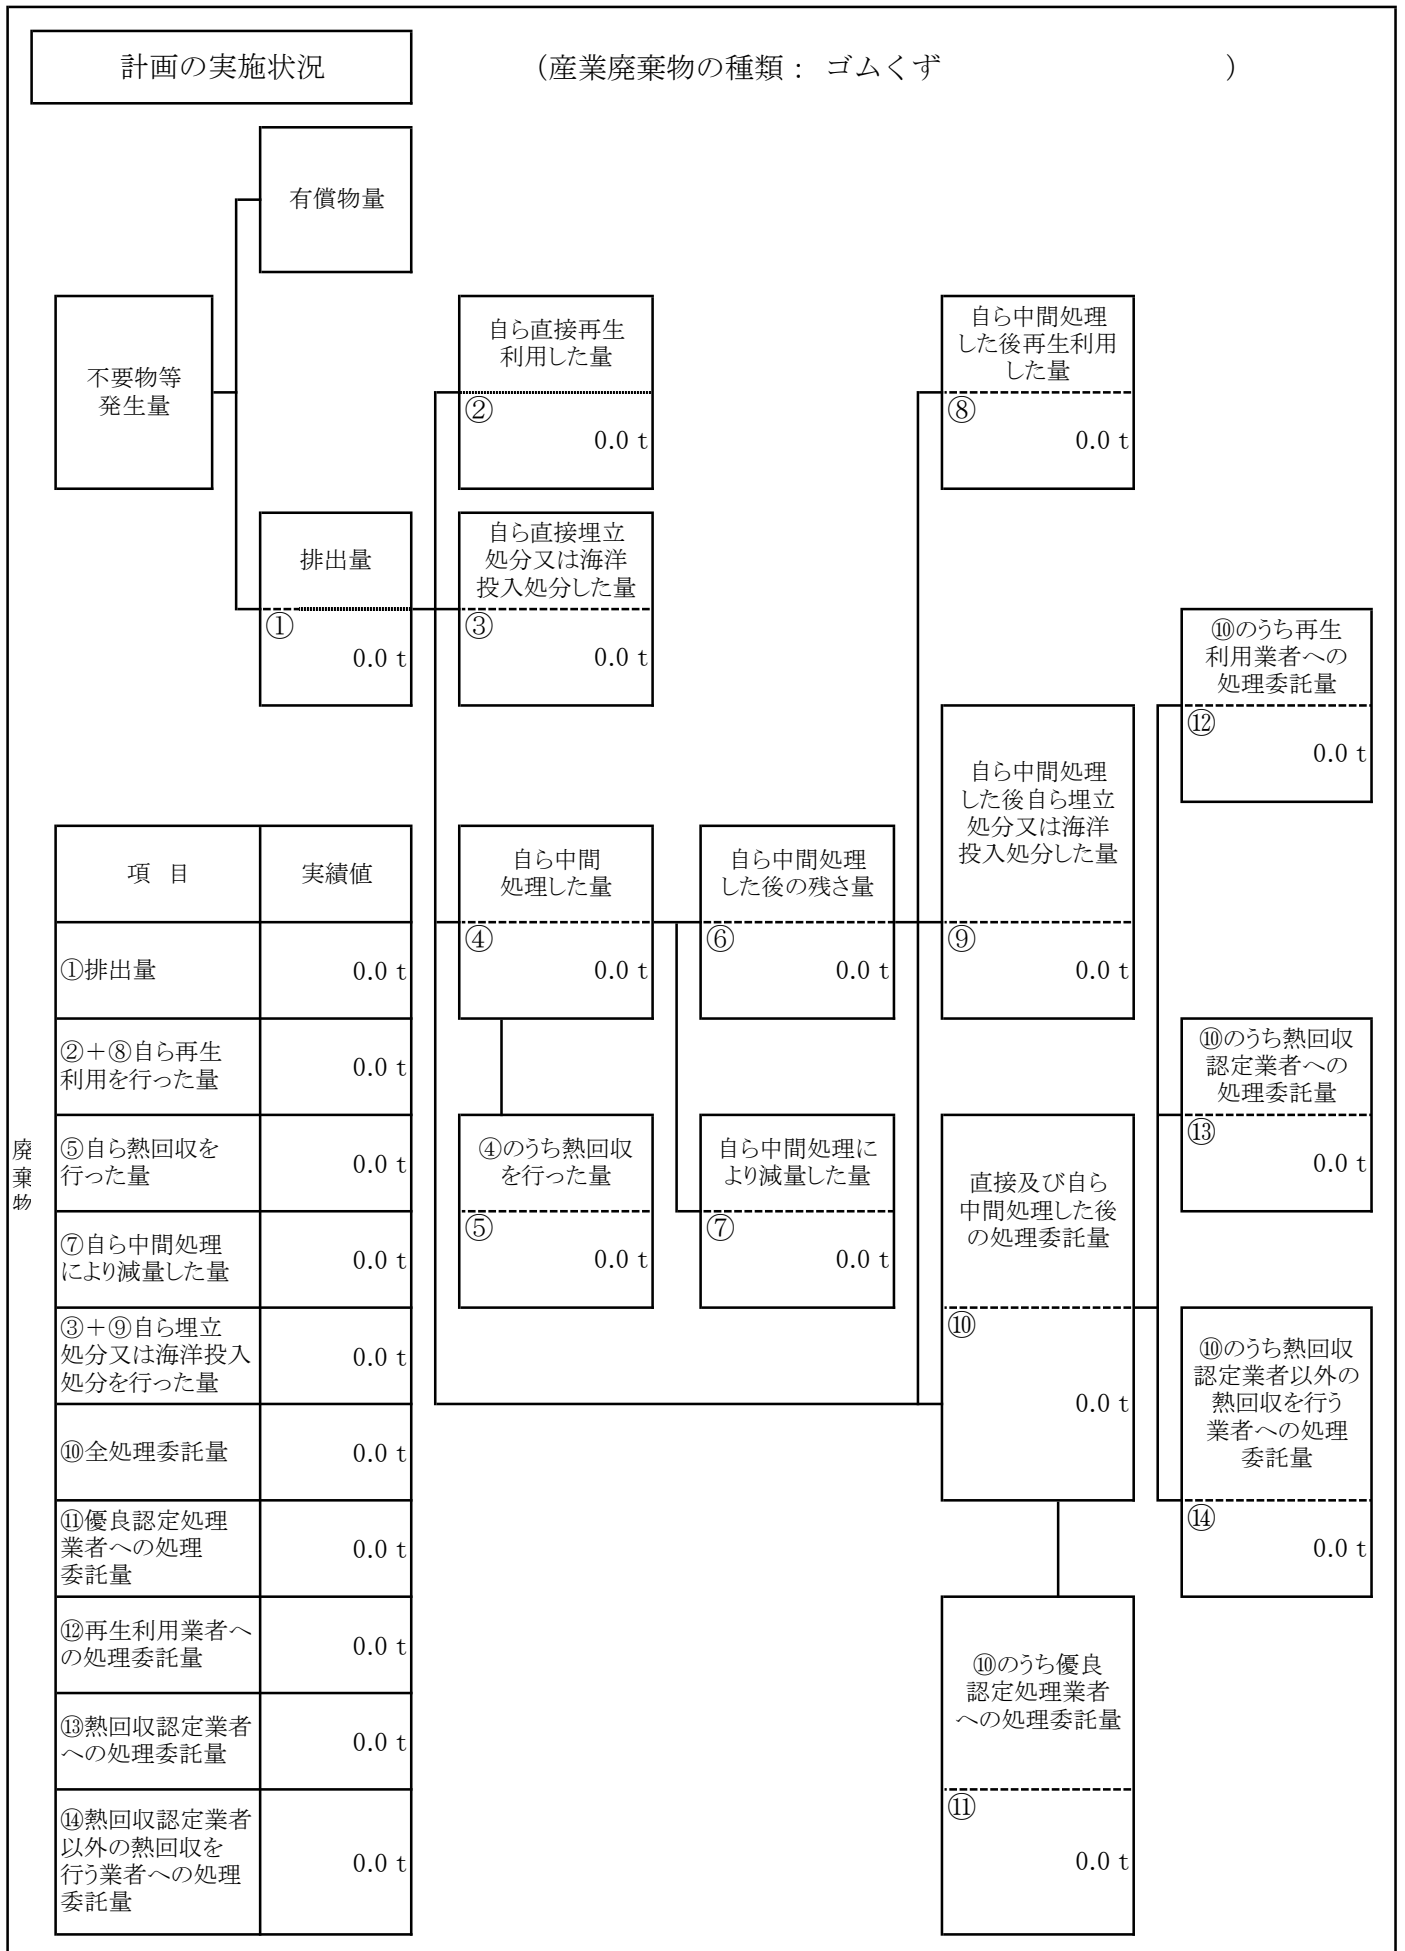 計画の実施状況
（産業廃棄物の種類： ゴムくず ）
有償物量
不要物等
発生量
自ら直接再生
利用した量
②
0.0 t
自ら中間処理
した後再生利用
した量
⑧
0.0 t
排出量
①
0.0 t
自ら直接埋立
処分又は海洋
投入処分した量
③
0.0 t
⑩のうち再生
利用業者への
処理委託量
⑫
0.0 t
自ら中間処理
した後自ら埋立
処分又は海洋
投入処分した量
⑨
0.0 t
自ら中間
処理した量
④
0.0 t
自ら中間処理
した後の残さ量
⑥
0.0 t
⑩のうち熱回収
認定業者への
処理委託量
⑬
0.0 t
④のうち熱回収
を行った量
⑤
0.0 t
自ら中間処理に
より減量した量
⑦
0.0 t
直接及び自ら
中間処理した後
の処理委託量
⑩
0.0 t
⑩のうち熱回収
認定業者以外の
熱回収を行う
業者への処理
委託量
⑭
0.0 t
⑩のうち優良
認定処理業者
への処理委託量
⑪
0.0 t
項 目 実績値
①排出量 0.0 t
②＋⑧自ら再生
利用を行った量 0.0 t
⑤自ら熱回収を
行った量 0.0 t
⑦自ら中間処理
により減量した量 0.0 t
③＋⑨自ら埋立
処分又は海洋投入
処分を行った量 0.0 t
⑩全処理委託量 0.0 t
⑪優良認定処理
業者への処理
委託量 0.0 t
⑫再生利用業者へ
の処理委託量 0.0 t
⑬熱回収認定業者
への処理委託量 0.0 t
⑭熱回収認定業者
以外の熱回収を
行う業者への処理
委託量 0.0 t
廃棄物